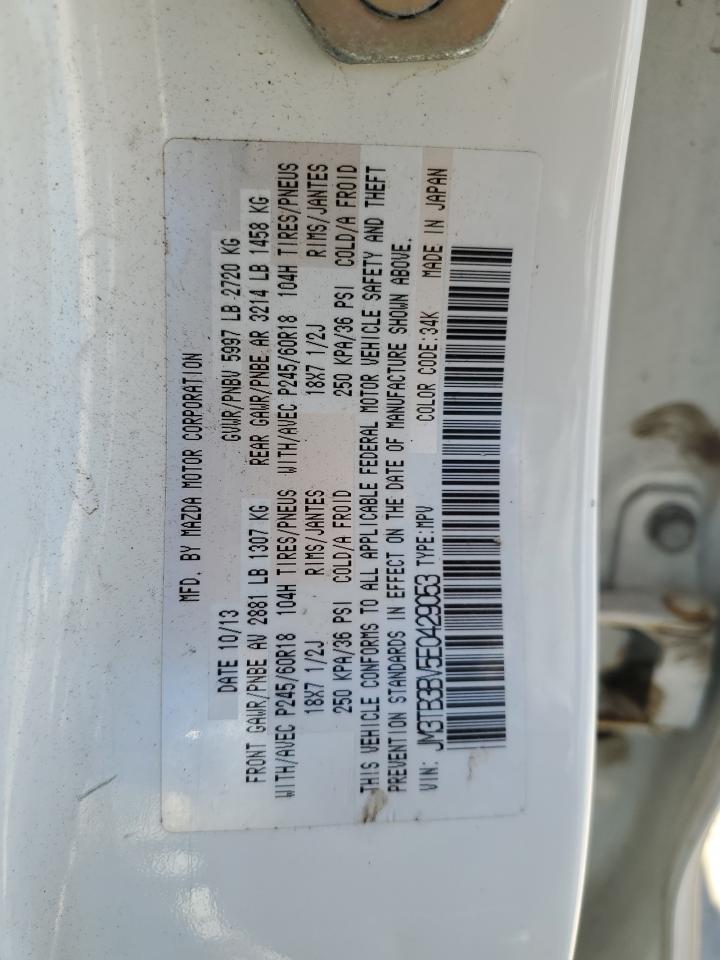 MFD. BY MAZDA MOTOR CORPORATION
DATE 10/13 GVWR/PNBV 5997 LB 2720 KG
FRONT GAWR/PNBE AV 2881 LB 1307 KG REAR GAWR/PNBE AR 3214 LB 1458 KG
WITH/AVEC P245/60R18 104H TIRES/PNEUS WITH/AVEC P245/60R18 104H TIRES/PNEUS
18X7 1/2J RIMS/JANTES 18X7 1/2J RIMS/JANTES
250 KPA/36 PSI COLD/A FROID 250 KPA/36 PSI COLD/A FROID
THIS VEHICLE CONFORMS TO ALL APPLICABLE FEDERAL MOTOR VEHICLE SAFETY AND THEFT
PREVENTION STANDARDS IN EFFECT ON THE DATE OF MANUFACTURE SHOWN ABOVE.
VIN: JM3TB3BV5E0429053 TYPE:MPV COLOR CODE:34K MADE IN JAPAN